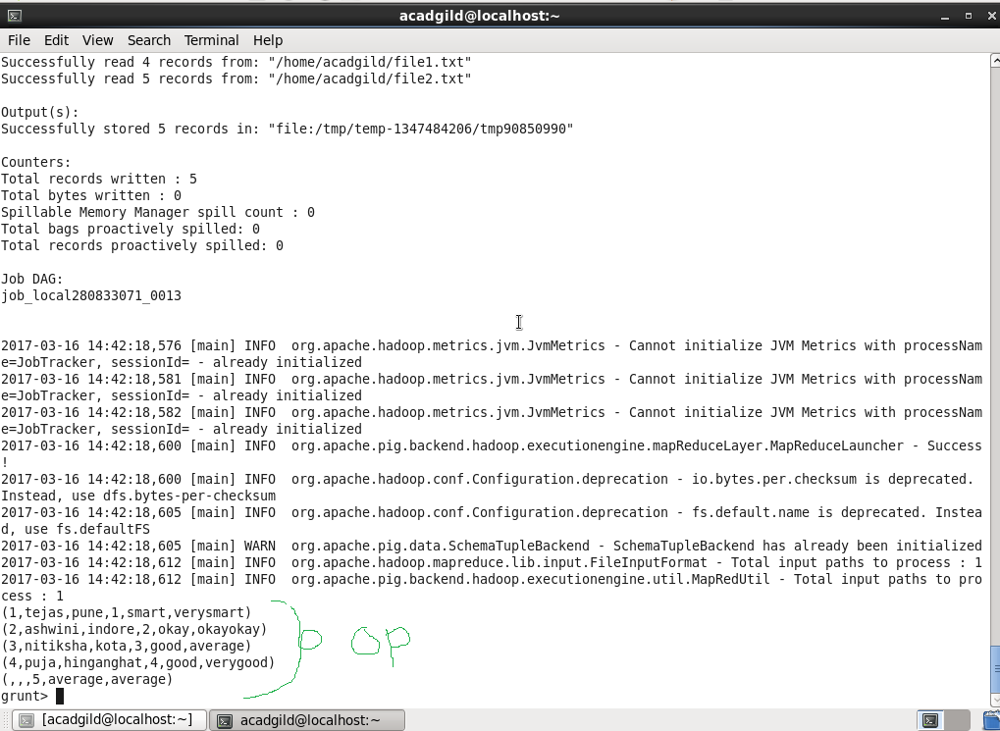 acadgild@localhost:~
File Edit View Search Terminal Help
Successfully read 4 records from: "/home/acadgild/file1.txt"
Successfully read 5 records from: "/home/acadgild/file2.txt"
Output(s):
Successfully stored 5 records in: "file:/tmp/temp-1347484206/tmp90850990"
Counters:
Total records written : 5
Total bytes written : 0
Spillable Memory Manager spill count : 0
Total bags proactively spilled: 0
Total records proactively spilled: 0
Job DAG:
job_local280833071_0013
2017-03-16 14:42:18,576 [main] INFO  org.apache.hadoop.metrics.jvm.JvmMetrics - Cannot initialize JVM Metrics with processNam
e=JobTracker, sessionId= - already initialized
2017-03-16 14:42:18,581 [main] INFO  org.apache.hadoop.metrics.jvm.JvmMetrics - Cannot initialize JVM Metrics with processNam
e=JobTracker, sessionId= - already initialized
2017-03-16 14:42:18,582 [main] INFO  org.apache.hadoop.metrics.jvm.JvmMetrics - Cannot initialize JVM Metrics with processNam
e=JobTracker, sessionId= - already initialized
2017-03-16 14:42:18,600 [main] INFO  org.apache.pig.backend.hadoop.executionengine.mapReduceLayer.MapReduceLauncher - Success
!
2017-03-16 14:42:18,600 [main] INFO  org.apache.hadoop.conf.Configuration.deprecation - io.bytes.per.checksum is deprecated.
Instead, use dfs.bytes-per-checksum
2017-03-16 14:42:18,605 [main] INFO  org.apache.hadoop.conf.Configuration.deprecation - fs.default.name is deprecated. Instea
d, use fs.defaultFS
2017-03-16 14:42:18,605 [main] WARN  org.apache.pig.data.SchemaTupleBackend - SchemaTupleBackend has already been initialized
2017-03-16 14:42:18,612 [main] INFO  org.apache.hadoop.mapreduce.lib.input.FileInputFormat - Total input paths to process : 1
2017-03-16 14:42:18,612 [main] INFO  org.apache.pig.backend.hadoop.executionengine.util.MapRedUtil - Total input paths to pro
cess : 1
(1,tejas,pune,1,smart,verysmart)
(2,ashwini,indore,2,okay,okayokay)
(3,nitiksha,kota,3,good,average)
(4,puja,hinganghat,4,good,verygood)
(,,,5,average,average)
op
grunt>
[acadgild@localhost:~]
acadgild@localhost:~